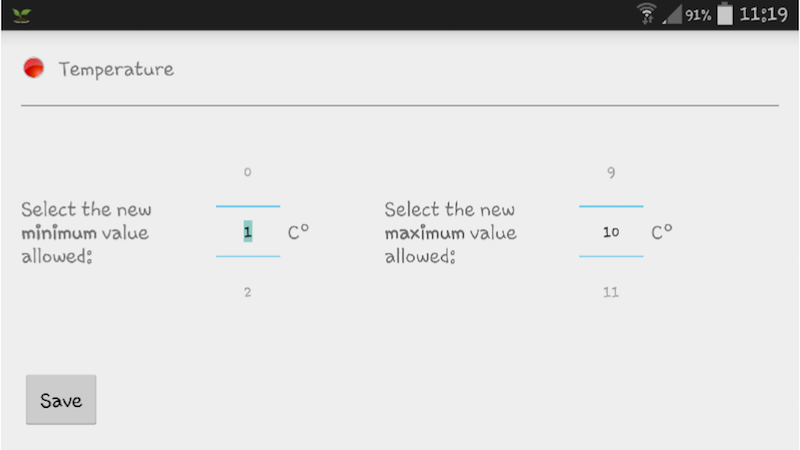 91% 11:19
Temperature
0
Select the new
minimum value
allowed:
1 C°
2
9
Select the new
maximum value
allowed:
10 C°
11
Save